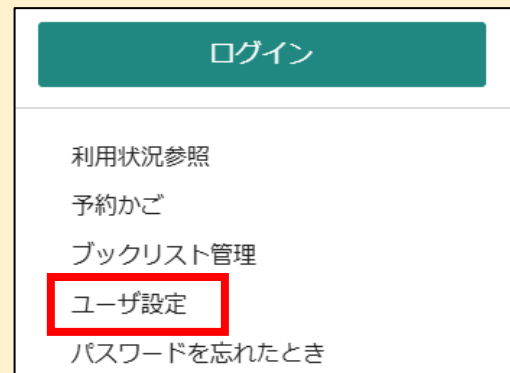 ログイン
利用状況参照
予約かご
ブックリスト管理
ユーザ設定
パスワードを忘れたとき